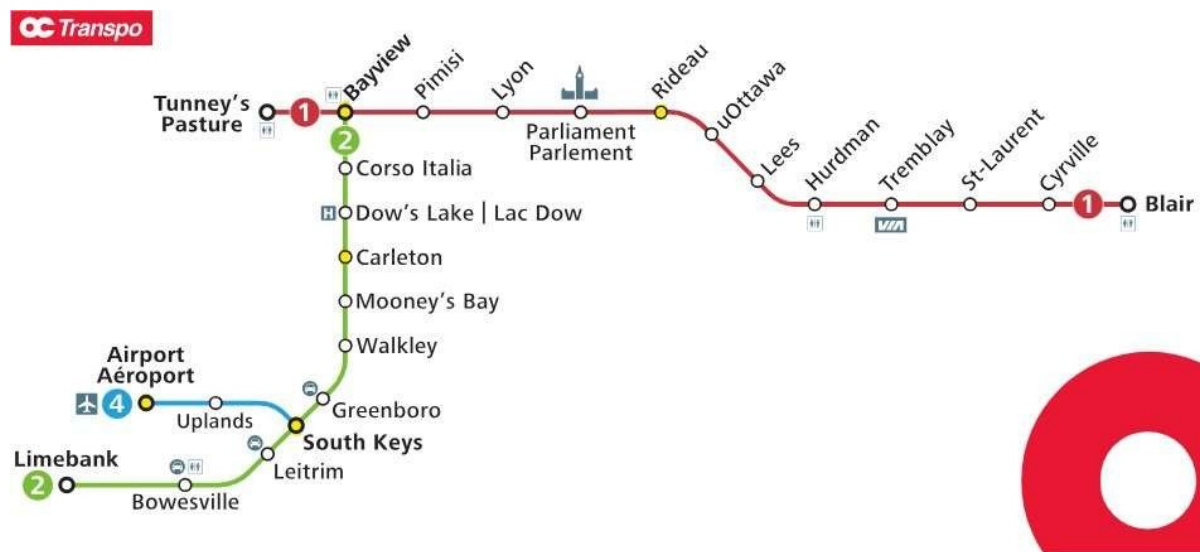 OC Transpo
Tunney's
Pasture
1
Bayview
Pimisi
Lyon
Parliament
Parlement
Rideau
uOttawa
Lees
Hurdman
Tremblay
VIA
St-Laurent
Cyrville
1
Blair
2
Corso Italia
H
Dow's Lake | Lac Dow
Carleton
Mooney's Bay
Walkley
Airport
Aéroport
4
Uplands
Greenboro
South Keys
Limebank
2
Leitrim
Bowesville